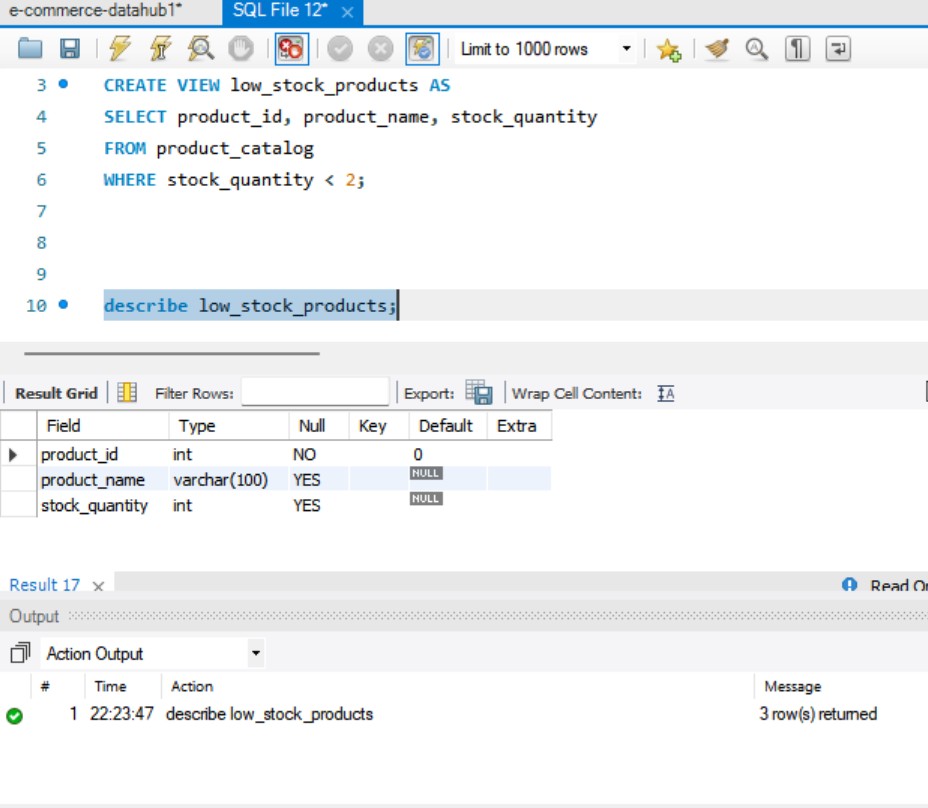 e-commerce-datahub1* SQL File 12*
Limit to 1000 rows
3 CREATE VIEW low_stock_products AS
4 SELECT product_id, product_name, stock_quantity
5 FROM product_catalog
6 WHERE stock_quantity < 2;
7
8
9
10 describe low_stock_products;
Result Grid Filter Rows: Export: Wrap Cell Content:
Field Type Null Key Default Extra
product_id int NO 0
product_name varchar(100) YES NULL
stock_quantity int YES NULL
Result 17 Read On
Output
Action Output
# Time Action Message
1 22:23:47 describe low_stock_products 3 row(s) returned